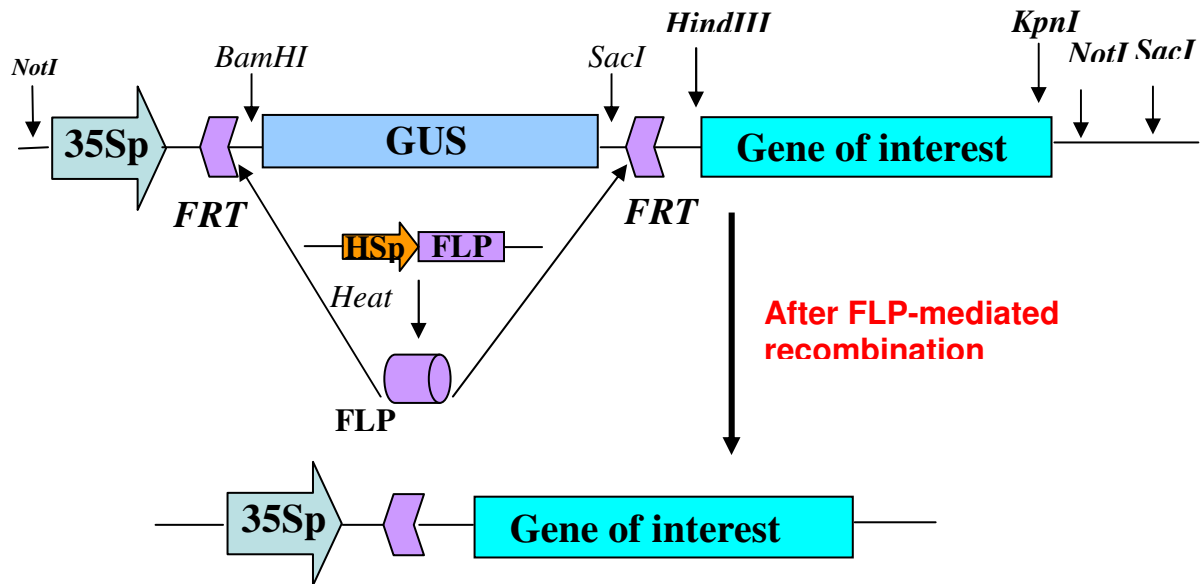 HindIII
KpnI
BamHI
SacI
NotI
SacI
NotI
35Sp
GUS
Gene of interest
FRT
FRT
HSp
FLP
Heat
FLP
After FLP-mediated
recombination
35Sp
Gene of interest